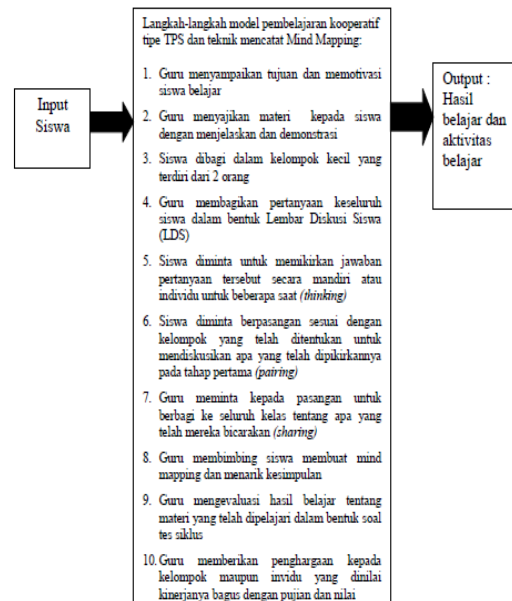 Input
Siswa
Langkah-langkah model pembelajaran kooperatif
tipe TPS dan teknik mencatat Mind Mapping:
1. Guru menyampaikan tujuan dan memotivasi
siswa belajar
2. Guru menyajikan materi kepada siswa
dengan menjelaskan dan demonstrasi
3. Siswa dibagi dalam kelompok kecil yang
terdiri dari 2 orang
4. Guru membagikan pertanyaan keseluruh
siswa dalam bentuk Lembar Diskusi Siswa
(LDS)
5. Siswa diminta untuk memikirkan jawaban
pertanyaan tersebut secara mandiri atau
individu untuk beberapa saat (thinking)
6. Siswa diminta berpasangan sesuai dengan
kelompok yang telah ditentukan untuk
mendiskusikan apa yang telah dipikirkannya
pada tahap pertama (pairing)
7. Guru meminta kepada pasangan untuk
berbagi ke seluruh kelas tentang apa yang
telah mereka bicarakan (sharing)
8. Guru membimbing siswa membuat mind
mapping dan menarik kesimpulan
9. Guru mengevaluasi hasil belajar tentang
materi yang telah dipelajari dalam bentuk soal
tes siklus
10. Guru memberikan penghargaan kepada
kelompok maupun invidu yang dinilai
kinerjanya bagus dengan pujian dan nilai
Output :
Hasil
belajar dan
aktivitas
belajar